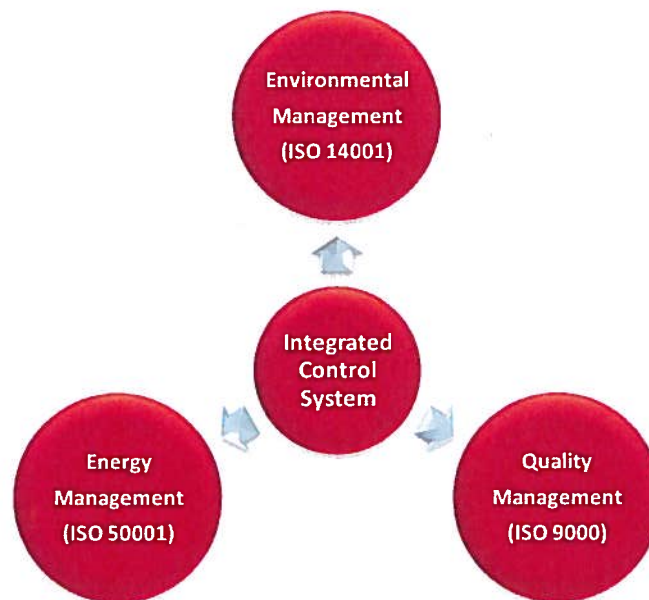 Environmental
Management
(ISO 14001)
Integrated
Control
System
Energy
Management
(ISO 50001)
Quality
Management
(ISO 9000)